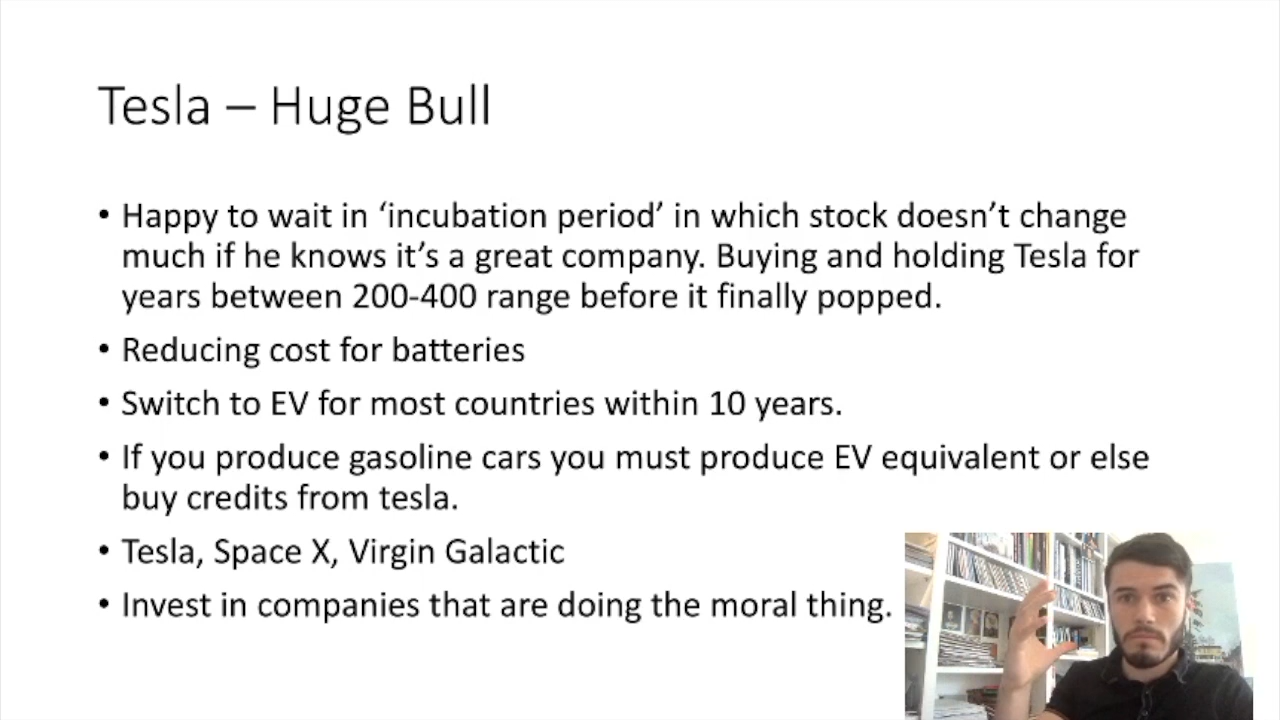 Tesla – Huge Bull
• Happy to wait in ‘incubation period’ in which stock doesn’t change
much if he knows it’s a great company. Buying and holding Tesla for
years between 200-400 range before it finally popped.
• Reducing cost for batteries
• Switch to EV for most countries within 10 years.
• If you produce gasoline cars you must produce EV equivalent or else
buy credits from tesla.
• Tesla, Space X, Virgin Galactic
• Invest in companies that are doing the moral thing.